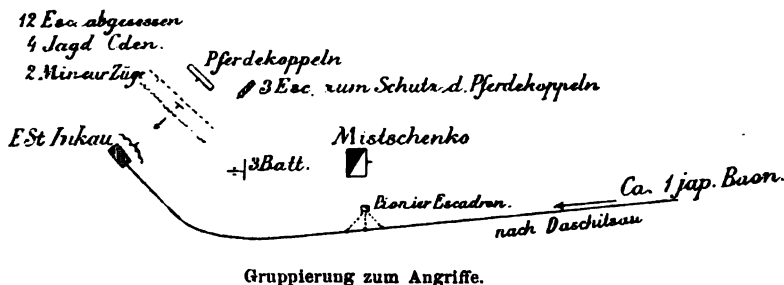 12 Esc abgesessen
4 Jagd Cden.
2 Mineur Züge
Pferdekoppeln
3 Esc. zum Schutz d. Pferdekoppeln
ESt Inkau
3 Batt.
Mistschenko
Pionier Escadron.
Ca. 1 jap. Baon.
nach Daschitsau
Gruppierung zum Angriffe.